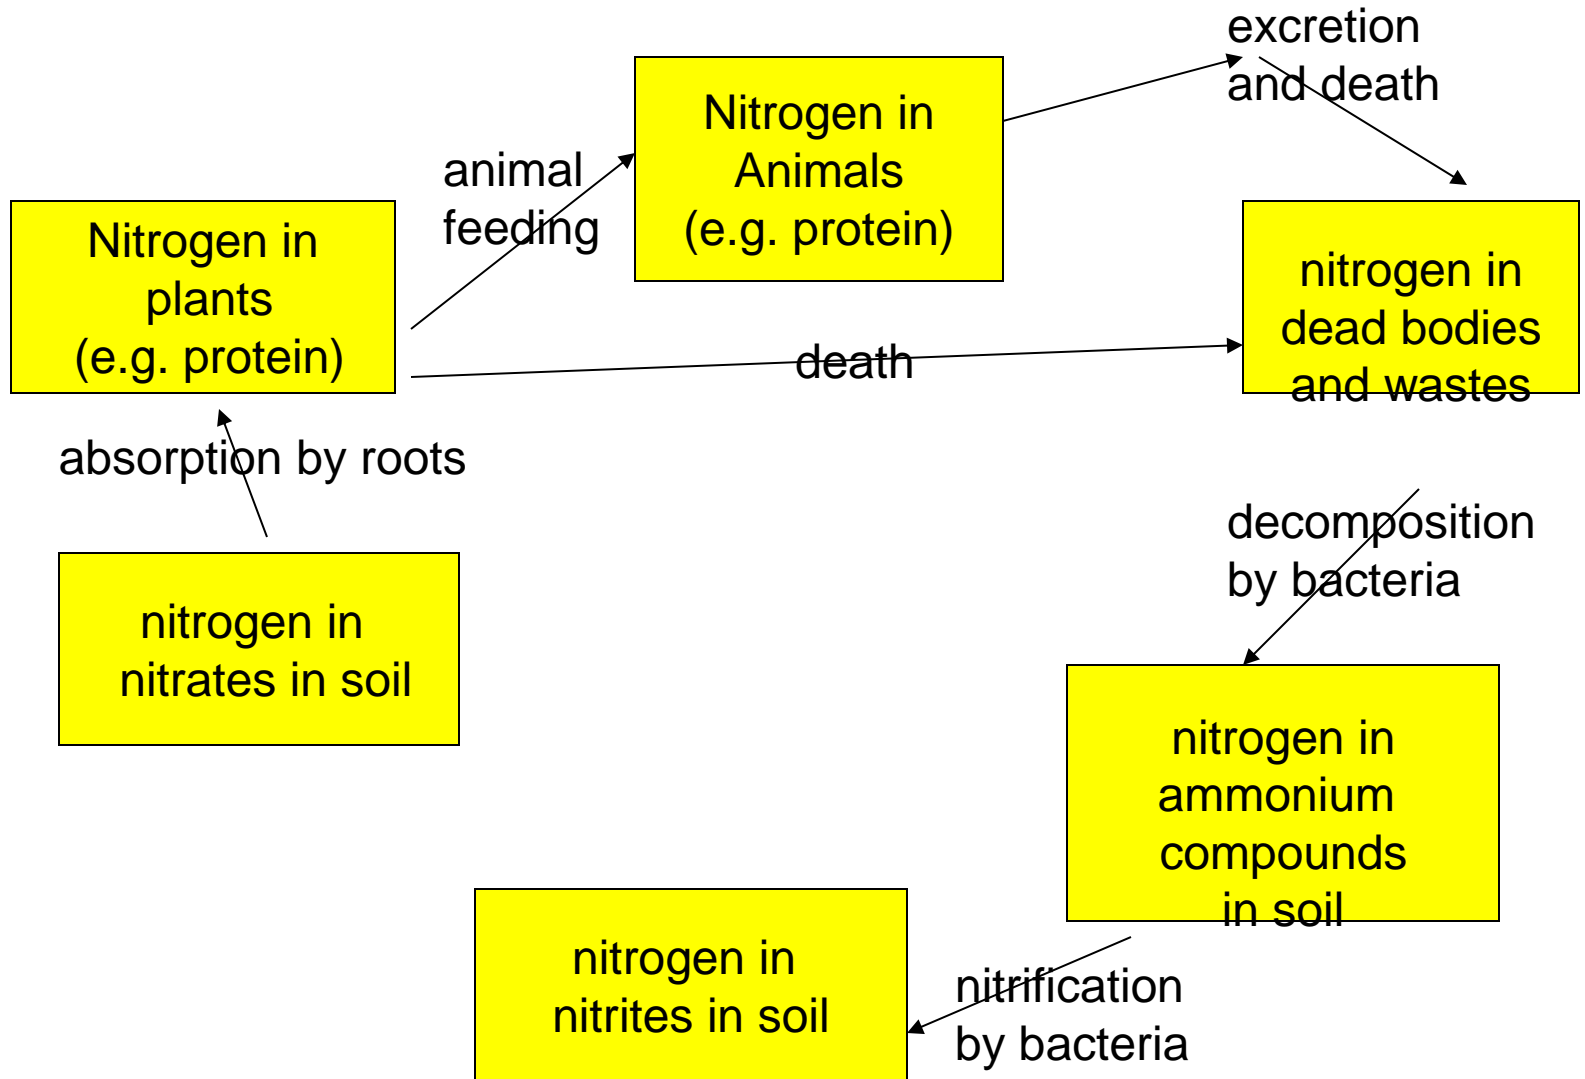 excretion
and death
Nitrogen in
Animals
(e.g. protein)
animal
feeding
Nitrogen in
plants
(e.g. protein)
nitrogen in
dead bodies
and wastes
death
absorption by roots
decomposition
by bacteria
nitrogen in
nitrates in soil
nitrogen in
ammonium
compounds
in soil
nitrogen in
nitrites in soil
nitrification
by bacteria